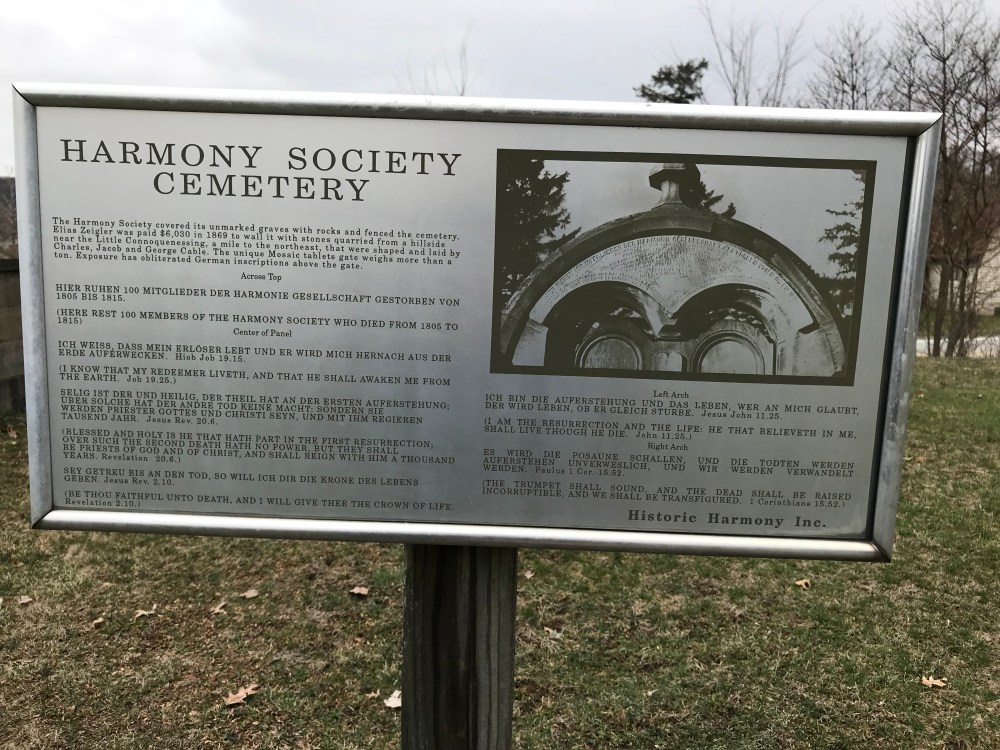 HARMONY SOCIETY
CEMETERY
The Harmony Society covered its unmarked graves with rocks and fenced the cemetery.
Elias Zeigler was paid $6,030 in 1869 to wall it with stones quarried from a hillside
near the Little Connoquenessing, a mile to the northeast, that were shaped and laid by
Charles, Jacob and George Cable. The unique Mosaic tablets gate weighs more than a
ton. Exposure has obliterated German inscriptions above the gate.
Across Top
HIER RUHEN 100 MITGLIEDER DER HARMONIE GESELLSCHAFT GESTORBEN VON
1805 BIS 1815.
(HERE REST 100 MEMBERS OF THE HARMONY SOCIETY WHO DIED FROM 1805 TO
1815)
Center of Panel
ICH WEISS, DASS MEIN ERLÖSER LEBT UND ER WIRD MICH HERNACH AUS DER
ERDE AUFERWECKEN. Hiob Job 19.15.
(I KNOW THAT MY REDEEMER LIVETH, AND THAT HE SHALL AWAKEN ME FROM
THE EARTH. Job 19.25.)
SELIG IST DER UND HEILIG, DER THEIL HAT AN DER ERSTEN AUFERSTEHUNG;
ÜBER SOLCHE HAT DER ANDRE TOD KEINE MACHT; SONDERN SIE
WERDEN PRIESTER GOTTES UND CHRISTI SEYN, UND MIT IHM REGIEREN
TAUSEND JAHR. Jesus Rev. 20.6.
(BLESSED AND HOLY IS HE THAT HATH PART IN THE FIRST RESURRECTION;
OVER SUCH THE SECOND DEATH HATH NO POWER, BUT THEY SHALL
BE PRIESTS OF GOD AND OF CHRIST, AND SHALL REIGN WITH HIM A THOUSAND
YEARS. Revelation 20.6.)
SEY GETREU BIS AN DEN TOD, SO WILL ICH DIR DIE KRONE DES LEBENS
GEBEN. Jesus Rev. 2.10.
(BE THOU FAITHFUL UNTO DEATH, AND I WILL GIVE THEE THE CROWN OF LIFE.
Revelation 2.10.)
Left Arch
ICH BIN DIE AUFERSTEHUNG UND DAS LEBEN, WER AN MICH GLAUBT,
DER WIRD LEBEN, OB ER GLEICH STURBE. Jesus John 11.25.
(I AM THE RESURRECTION AND THE LIFE: HE THAT BELIEVETH IN ME,
SHALL LIVE THOUGH HE DIE. John 11.25.)
Right Arch
ES WIRD DIE POSAUNE SCHALLEN, UND DIE TODTEN WERDEN
AUFERSTEHEN UNVERWESLICH, UND WIR WERDEN VERWANDELT
WERDEN. Psulus 1 Cor. 15.52.
(THE TRUMPET SHALL SOUND, AND THE DEAD SHALL BE RAISED
INCORRUPTIBLE, AND WE SHALL BE TRANSFIGURED. 1 Corinthians 15.52.)
Historic Harmony Inc.